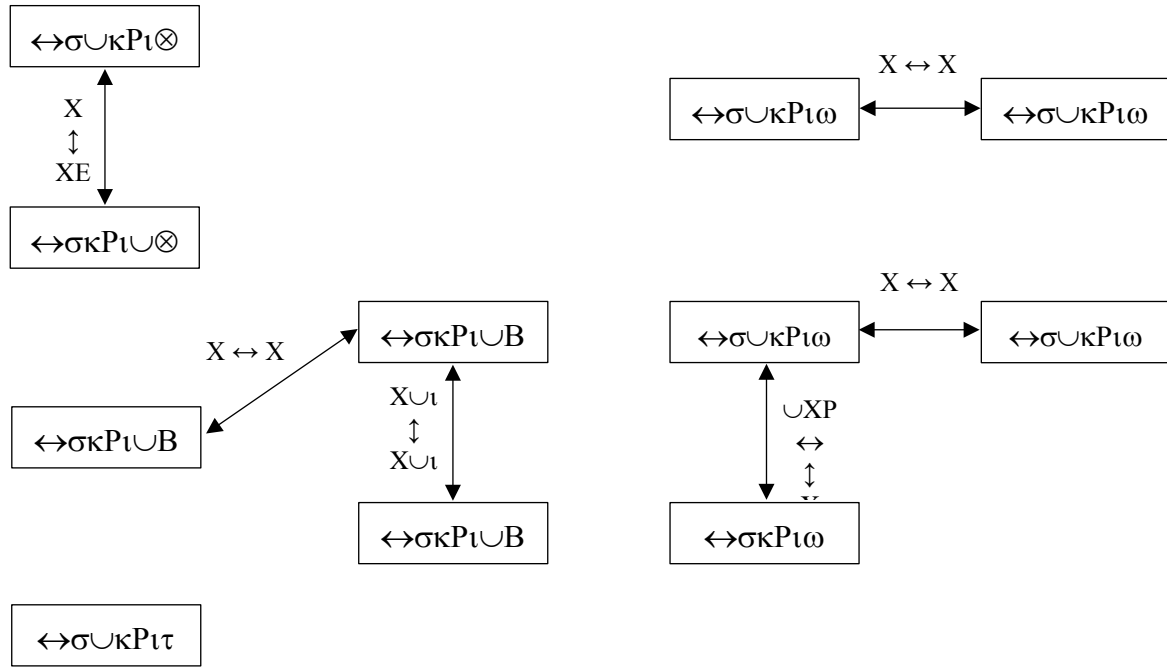 ↔σ∪κΡι⊗
X
↕
XE
↔σκΡι∪⊗
X ↔ X
↔σ∪κΡιω
↔σ∪κΡιω
X ↔ X
↔σκΡι∪Β
↔σκΡι∪Β
X∪ι
↕
X∪ι
↔σκΡι∪Β
X ↔ X
↔σ∪κΡιω
↔σ∪κΡιω
∪XP
↔
↕
↔σκΡιω
↔σ∪κΡιτ